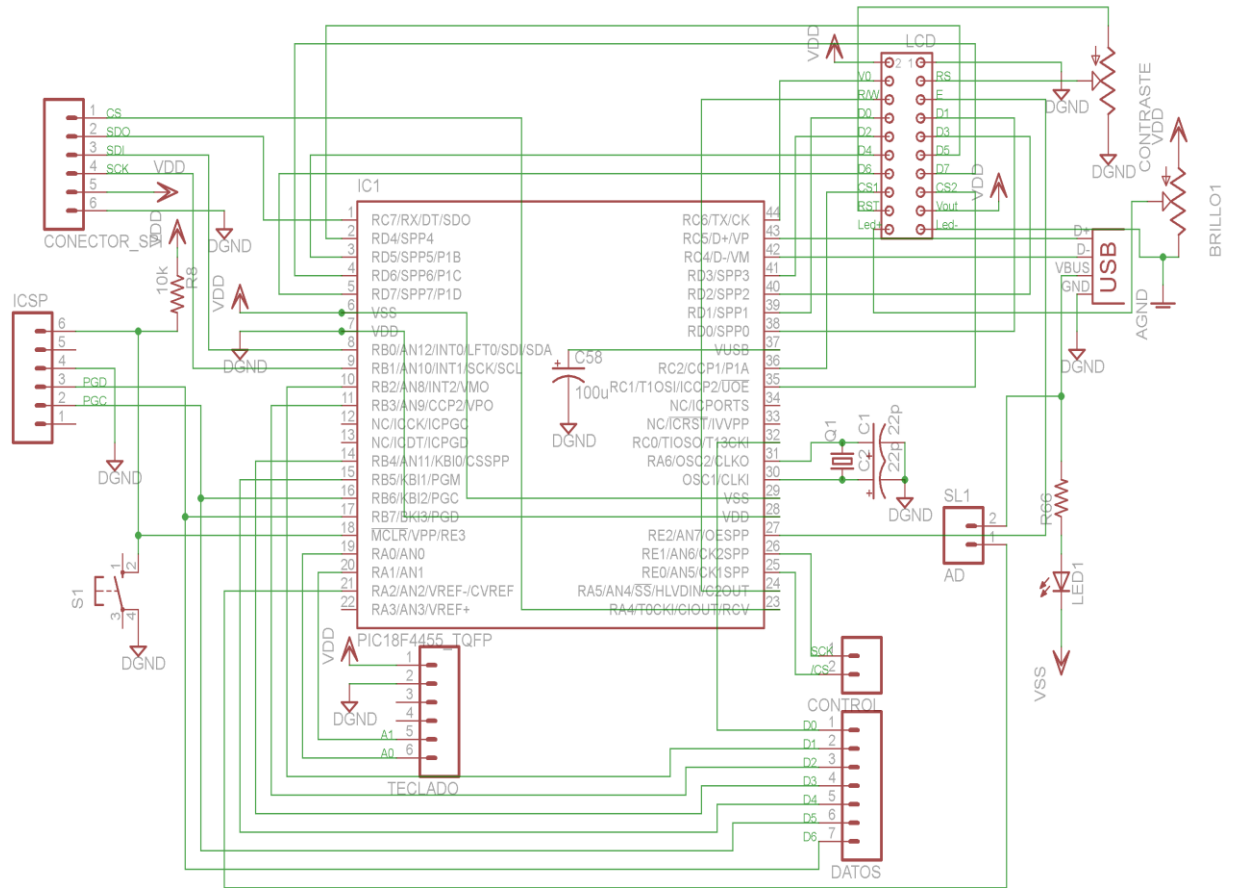 LCD
VDD
2 1
V0
RS
R/W
E
D0
D1
D2
D3
D4
D5
D6
D7
CS1
CS2
RST
Vout
Led+
Led-
VDD
DGND
DGND
CONTRASTE
VDD
BRILLO1
AGND
D+
D-
VBUS
GND
USB
DGND
1
2
3
4
5
6
CS
SDO
SDI
SCK
VDD
DGND
VDD
10k
R8
ICSP
6
5
4
3
2
1
PGD
PGC
DGND
VDD
DGND
S1
1
2
3
4
DGND
IC1
1 RC7/RX/DT/SDO
2 RD4/SPP4
3 RD5/SPP5/P1B
4 RD6/SPP6/P1C
5 RD7/SPP7/P1D
6 VSS
7 VDD
8 RB0/AN12/INT0/LFT0/SDI/SDA
9 RB1/AN10/INT1/SCK/SCL
10 RB2/AN8/INT2/VMO
11 RB3/AN9/CCP2/VPO
12 NC/ICCK/ICPGC
13 NC/ICDT/ICPGD
14 RB4/AN11/KBI0/CSSPP
15 RB5/KBI1/PGM
16 RB6/KBI2/PGC
17 RB7/BKI3/PGD
18 MCLR/VPP/RE3
19 RA0/AN0
20 RA1/AN1
21 RA2/AN2/VREF-/CVREF
22 RA3/AN3/VREF+
RC6/TX/CK 44
RC5/D+/VP 43
RC4/D-/VM 42
RD3/SPP3 41
RD2/SPP2 40
RD1/SPP1 39
RD0/SPP0 38
VUSB 37
RC2/CCP1/P1A 36
RC1/T1OSI/ICCP2/UOE 35
NC/ICPORTS 34
NC/ICRST/IVVPP 33
RC0/TIOSO/T13CKI 32
RA6/OSC2/CLKO 31
OSC1/CLKI 30
VSS 29
VDD 28
RE2/AN7/OESPP 27
RE1/AN6/CK2SPP 26
RE0/AN5/CK1SPP 25
RA5/AN4/SS/HLVDIN/C2OUT 24
RA4/T0CKI/CIOUT/RCV 23
PIC18F4455_TQFP
C58
100u
DGND
Q1
C1
22p
C2
22p
DGND
SL1
2
1
AD
R66
LED1
VSS
VDD
DGND
1
2
3
4
5
6
A1
A0
TECLADO
SCK
/CS
2
CONTROL
D0 1
D1 2
D2 3
D3 4
D4 5
D5 6
D6 7
DATOS